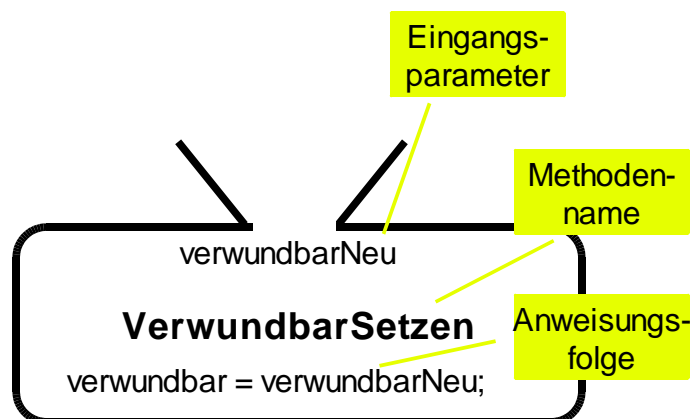 Eingangs-
parameter
Methoden-
name
verwundbarNeu
VerwundbarSetzen
Anweisungs-
folge
verwundbar = verwundbarNeu;